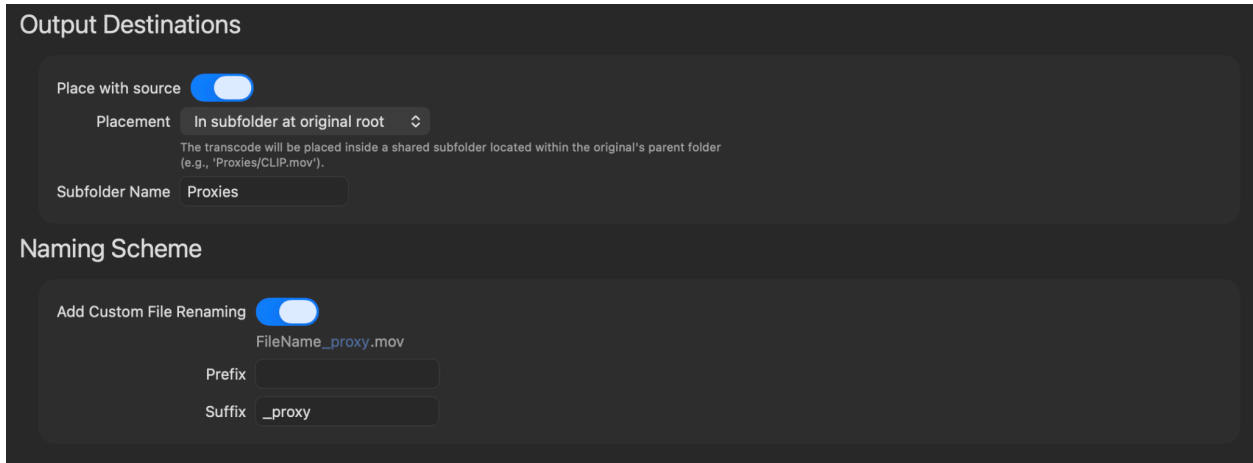 Output Destinations
Place with source
Placement In subfolder at original root
The transcode will be placed inside a shared subfolder located within the original's parent folder
(e.g., 'Proxies/CLIP.mov').
Subfolder Name Proxies
Naming Scheme
Add Custom File Renaming
FileName_proxy.mov
Prefix
Suffix _proxy